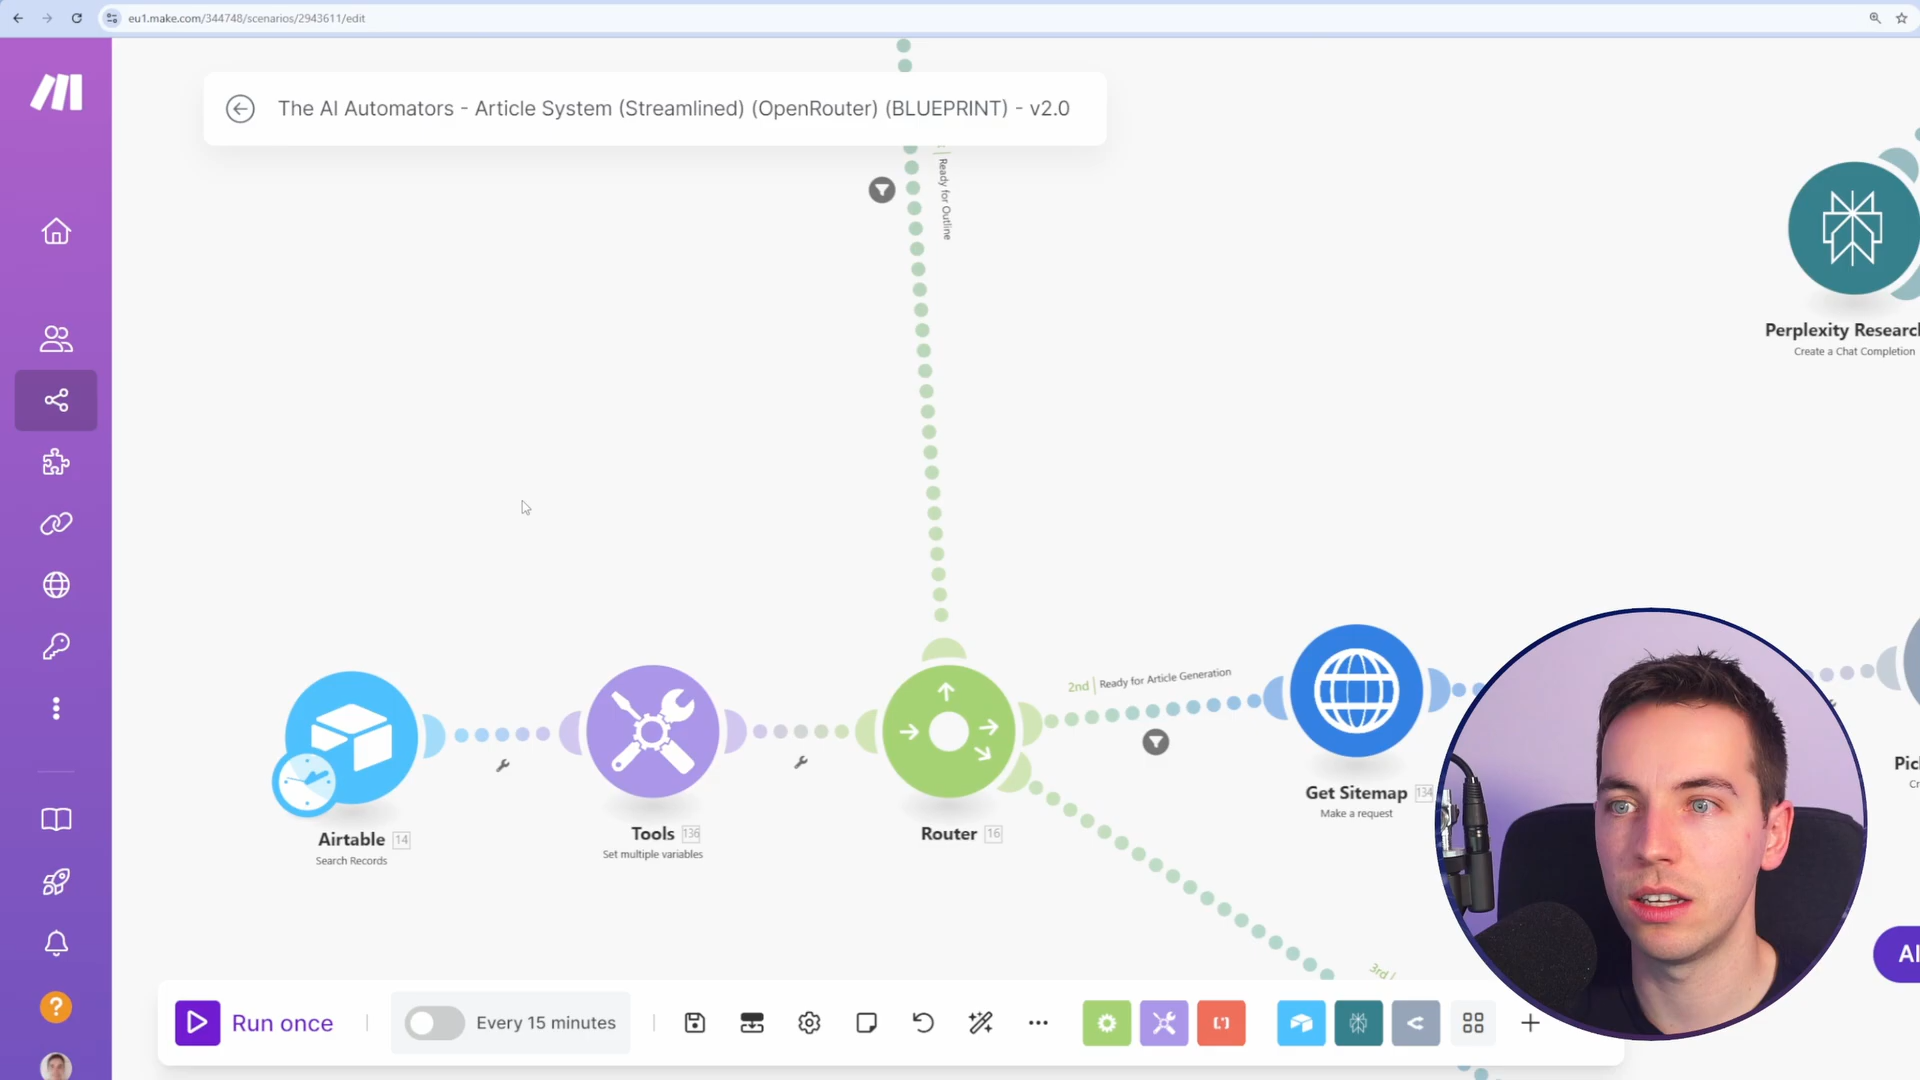 eu1.make.com/344748/scenarios/2943611/edit
The AI Automators - Article System (Streamlined) (OpenRouter) (BLUEPRINT) - v2.0
Ready for Outline
Perplexity Research
Create a Chat Completion
2nd | Ready for Article Generation
Airtable 14
Search Records
Tools 136
Set multiple variables
Router 16
Get Sitemap 134
Make a request
3rd
AI
Run once
Every 15 minutes
?